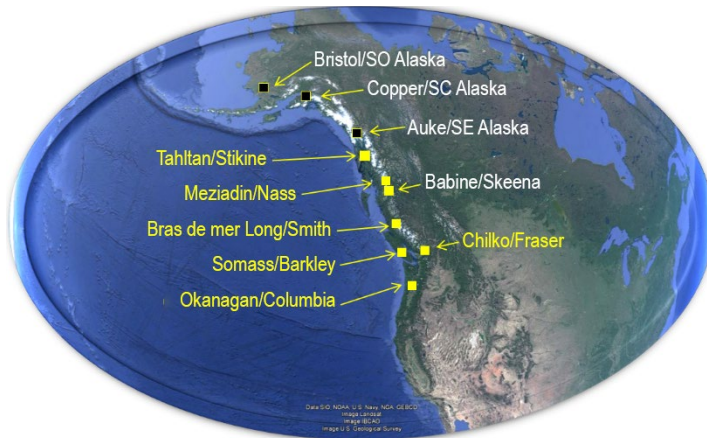 Bristol/SO Alaska
Copper/SC Alaska
Auke/SE Alaska
Tahltan/Stikine
Meziadin/Nass
Babine/Skeena
Bras de mer Long/Smith
Chilko/Fraser
Somass/Barkley
Okanagan/Columbia
Data SIO, NOAA, U.S. Navy, NGA, GEBCO
Image Landsat
Image IBCAO
Image U.S. Geological Survey